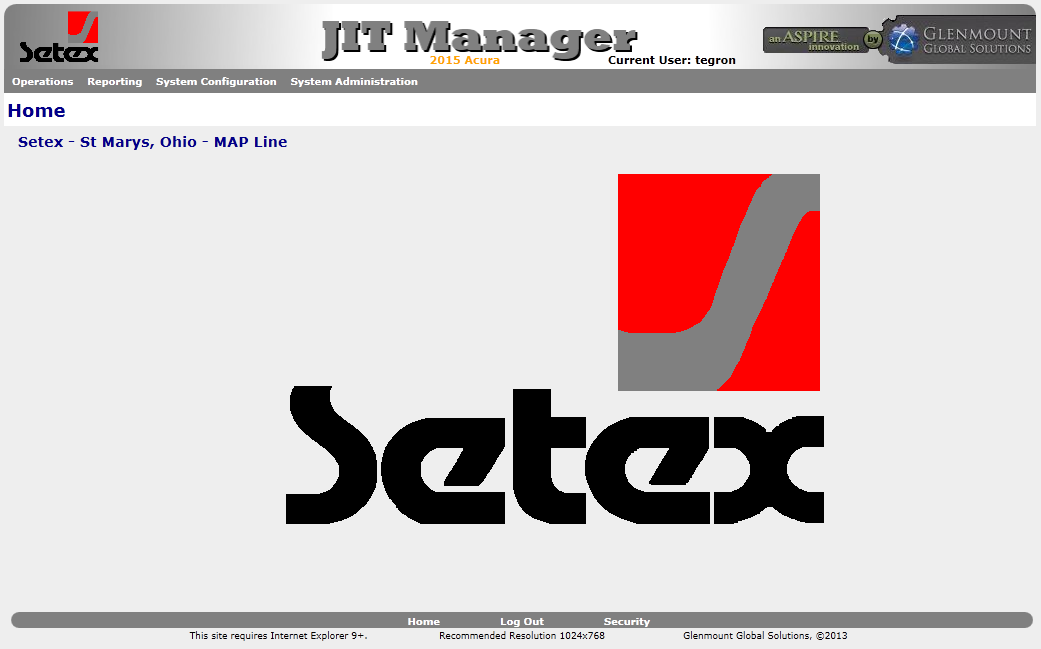 Setex
JIT Manager
2015 Acura
Current User: tegron
an ASPIRE innovation by GLENMOUNT GLOBAL SOLUTIONS
Operations Reporting System Configuration System Administration
Home
Setex - St Marys, Ohio - MAP Line
Setex
Home Log Out Security
This site requires Internet Explorer 9+. Recommended Resolution 1024x768 Glenmount Global Solutions, ©2013